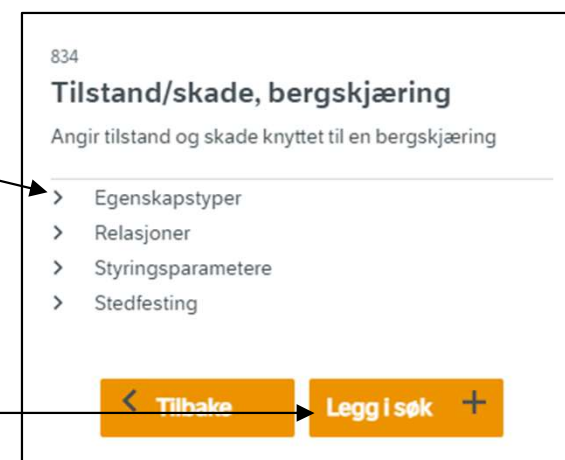 834
Tilstand/skade, bergskjæring
Angir tilstand og skade knyttet til en bergskjæring
Egenskapstyper
Relasjoner
Styringsparametere
Stedfesting
Tilbake
Legg i søk